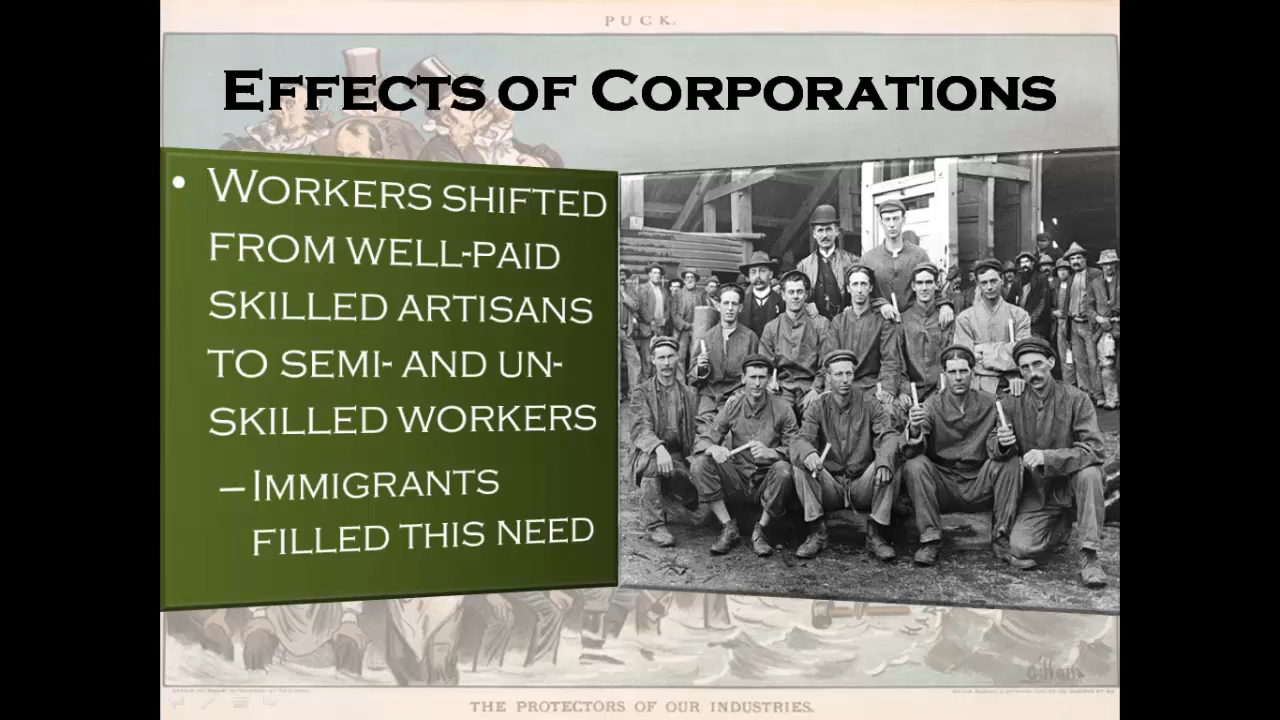 PUCK.
EFFECTS OF CORPORATIONS
• WORKERS SHIFTED
FROM WELL-PAID
SKILLED ARTISANS
TO SEMI- AND UN-
SKILLED WORKERS
– IMMIGRANTS
FILLED THIS NEED
THE PROTECTORS OF OUR INDUSTRIES.